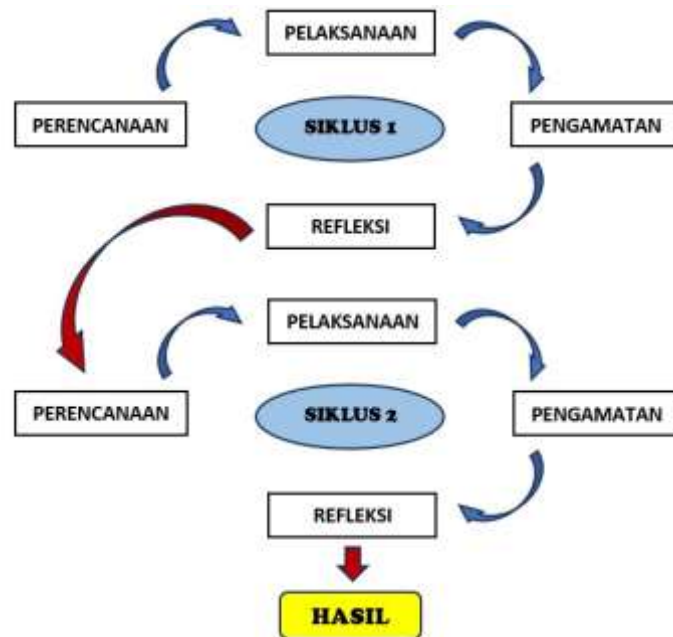 PELAKSANAAN
PERENCANAAN
SIKLUS 1
PENGAMATAN
REFLEKSI
PELAKSANAAN
PERENCANAAN
SIKLUS 2
PENGAMATAN
REFLEKSI
HASIL